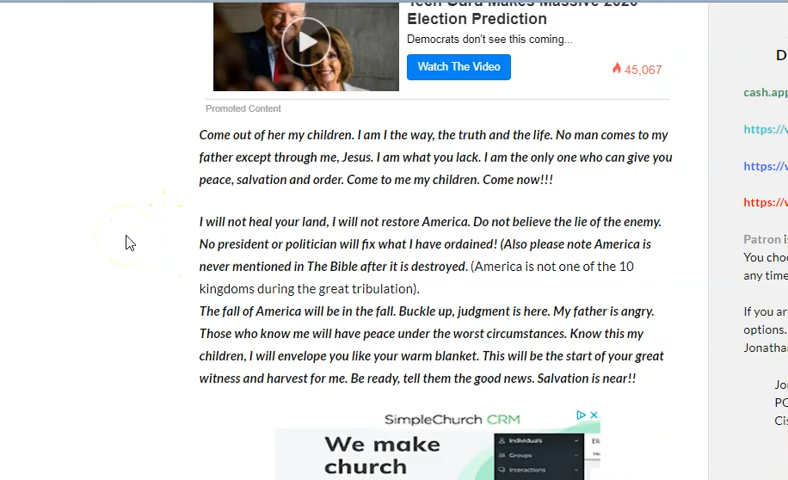 Election Prediction
Democrats don't see this coming...
Watch The Video
45,067
Promoted Content
Come out of her my children. I am I the way, the truth and the life. No man comes to my
father except through me, Jesus. I am what you lack. I am the only one who can give you
peace, salvation and order. Come to me my children. Come now!!!
I will not heal your land, I will not restore America. Do not believe the lie of the enemy.
No president or politician will fix what I have ordained! (Also please note America is
never mentioned in The Bible after it is destroyed. (America is not one of the 10
kingdoms during the great tribulation).
The fall of America will be in the fall. Buckle up, judgment is here. My father is angry.
Those who know me will have peace under the worst circumstances. Know this my
children, I will envelope you like your warm blanket. This will be the start of your great
witness and harvest for me. Be ready, tell them the good news. Salvation is near!!
SimpleChurch CRM
We make
church
Individuals
Groups
Interactions
D
cash.app
https://v
https://v
https://v
Patron i
You cho
any time
If you ar
options.
Jonatha
Jo
PO
Cis